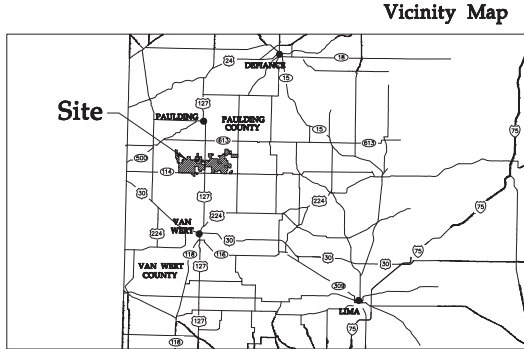 Vicinity Map
24
DEFIANCE
18
15
Site
127
PAULDING
PAULDING
COUNTY
15
613
613
500
114
30
127
224
224
75
VAN
WERT
224
30
75
116
116
30
30
VAN WERT
COUNTY
127
309
LIMA
127
75
116